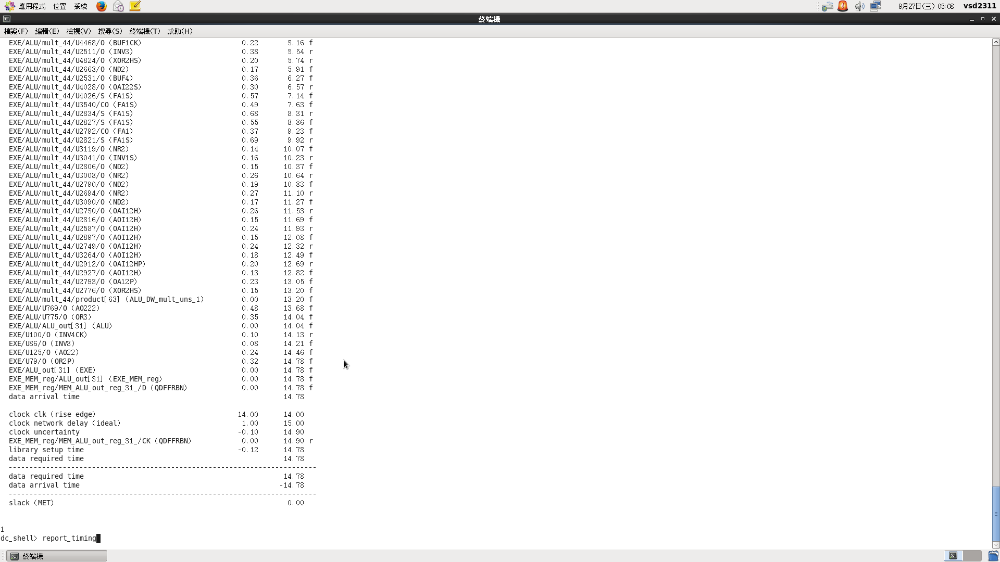 應用程式 位置 系統 9月27日(三) 05:08 vsd2311
終端機
檔案(F) 編輯(E) 檢視(V) 搜尋(S) 終端機(T) 求助(H)
EXE/ALU/mult_44/U4468/O (BUF1CK) 0.22 5.16 f
EXE/ALU/mult_44/U2511/O (INV3) 0.38 5.54 r
EXE/ALU/mult_44/U4824/O (XOR2HS) 0.20 5.74 r
EXE/ALU/mult_44/U2663/O (ND2) 0.17 5.91 f
EXE/ALU/mult_44/U2531/O (BUF4) 0.36 6.27 f
EXE/ALU/mult_44/U4028/O (OAI22S) 0.30 6.57 r
EXE/ALU/mult_44/U4026/S (FA1S) 0.57 7.14 f
EXE/ALU/mult_44/U3540/CO (FA1S) 0.49 7.63 f
EXE/ALU/mult_44/U2834/S (FA1S) 0.68 8.31 r
EXE/ALU/mult_44/U2827/S (FA1S) 0.55 8.86 f
EXE/ALU/mult_44/U2792/CO (FA1) 0.37 9.23 f
EXE/ALU/mult_44/U2821/S (FA1S) 0.69 9.92 r
EXE/ALU/mult_44/U3119/O (NR2) 0.14 10.07 f
EXE/ALU/mult_44/U3041/O (INV1S) 0.16 10.23 r
EXE/ALU/mult_44/U2806/O (ND2) 0.15 10.37 f
EXE/ALU/mult_44/U3008/O (NR2) 0.26 10.64 r
EXE/ALU/mult_44/U2790/O (ND2) 0.19 10.83 f
EXE/ALU/mult_44/U2694/O (NR2) 0.27 11.10 r
EXE/ALU/mult_44/U3090/O (ND2) 0.17 11.27 f
EXE/ALU/mult_44/U2750/O (OAI12H) 0.26 11.53 r
EXE/ALU/mult_44/U2816/O (AOI12H) 0.15 11.69 f
EXE/ALU/mult_44/U2587/O (OAI12H) 0.24 11.93 r
EXE/ALU/mult_44/U2897/O (AOI12H) 0.15 12.08 f
EXE/ALU/mult_44/U2749/O (OAI12H) 0.24 12.32 r
EXE/ALU/mult_44/U3264/O (AOI12H) 0.18 12.49 f
EXE/ALU/mult_44/U2912/O (OAI12HP) 0.20 12.69 r
EXE/ALU/mult_44/U2927/O (AOI12H) 0.13 12.82 f
EXE/ALU/mult_44/U2793/O (OA12P) 0.23 13.05 f
EXE/ALU/mult_44/U2776/O (XOR2HS) 0.15 13.20 f
EXE/ALU/mult_44/product[63] (ALU_DW_mult_uns_1) 0.00 13.20 f
EXE/ALU/U769/O (AO222) 0.48 13.68 f
EXE/ALU/U775/O (OR3) 0.35 14.04 f
EXE/ALU/ALU_out[31] (ALU) 0.00 14.04 f
EXE/U100/O (INV4CK) 0.10 14.13 r
EXE/U86/O (INV8) 0.08 14.21 f
EXE/U125/O (AO22) 0.24 14.46 f
EXE/U79/O (OR2P) 0.32 14.78 f
EXE/ALU_out[31] (EXE) 0.00 14.78 f
EXE_MEM_reg/ALU_out[31] (EXE_MEM_reg) 0.00 14.78 f
EXE_MEM_reg/MEM_ALU_out_reg_31_/D (QDFFRBN) 0.00 14.78 f
data arrival time 14.78
clock clk (rise edge) 14.00 14.00
clock network delay (ideal) 1.00 15.00
clock uncertainty -0.10 14.90
EXE_MEM_reg/MEM_ALU_out_reg_31_/CK (QDFFRBN) 0.00 14.90 r
library setup time -0.12 14.78
data required time 14.78
--------------------------------------------------------------------------
data required time 14.78
data arrival time -14.78
--------------------------------------------------------------------------
slack (MET) 0.00
1
dc_shell> report_timing
終端機